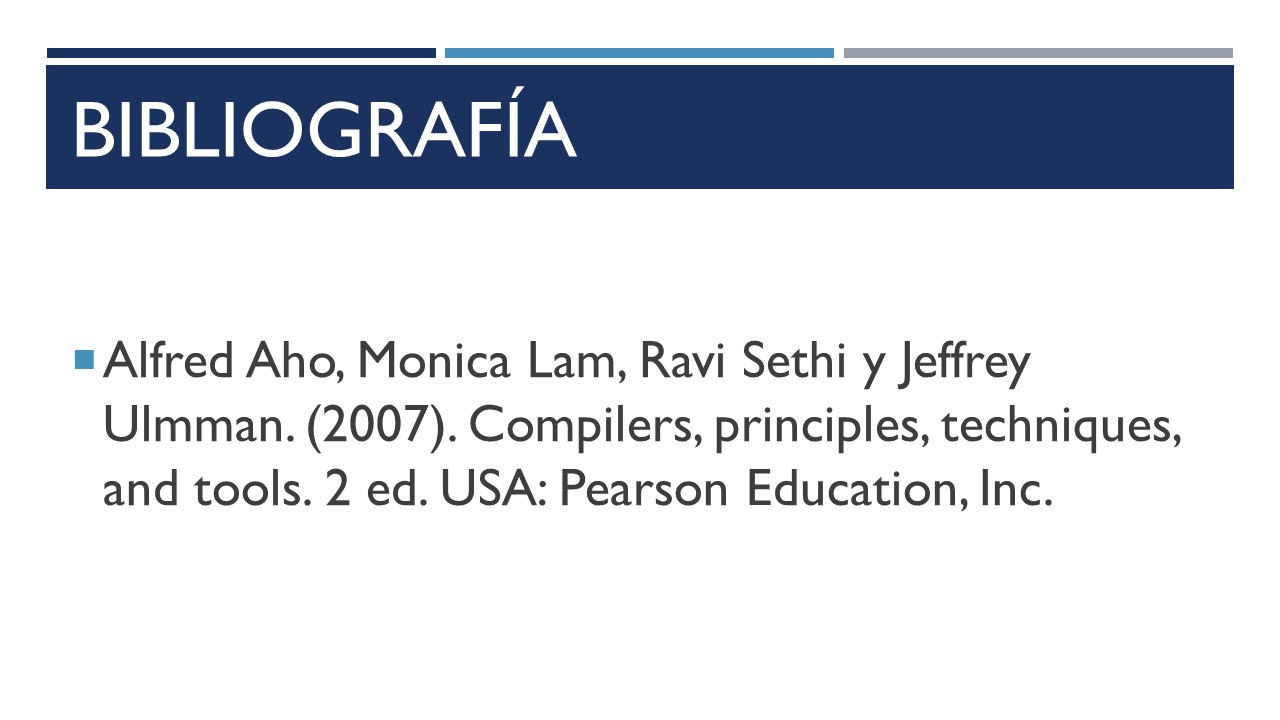 BIBLIOGRAFÍA
Alfred Aho, Monica Lam, Ravi Sethi y Jeffrey
Ulmman. (2007). Compilers, principles, techniques,
and tools. 2 ed. USA: Pearson Education, Inc.